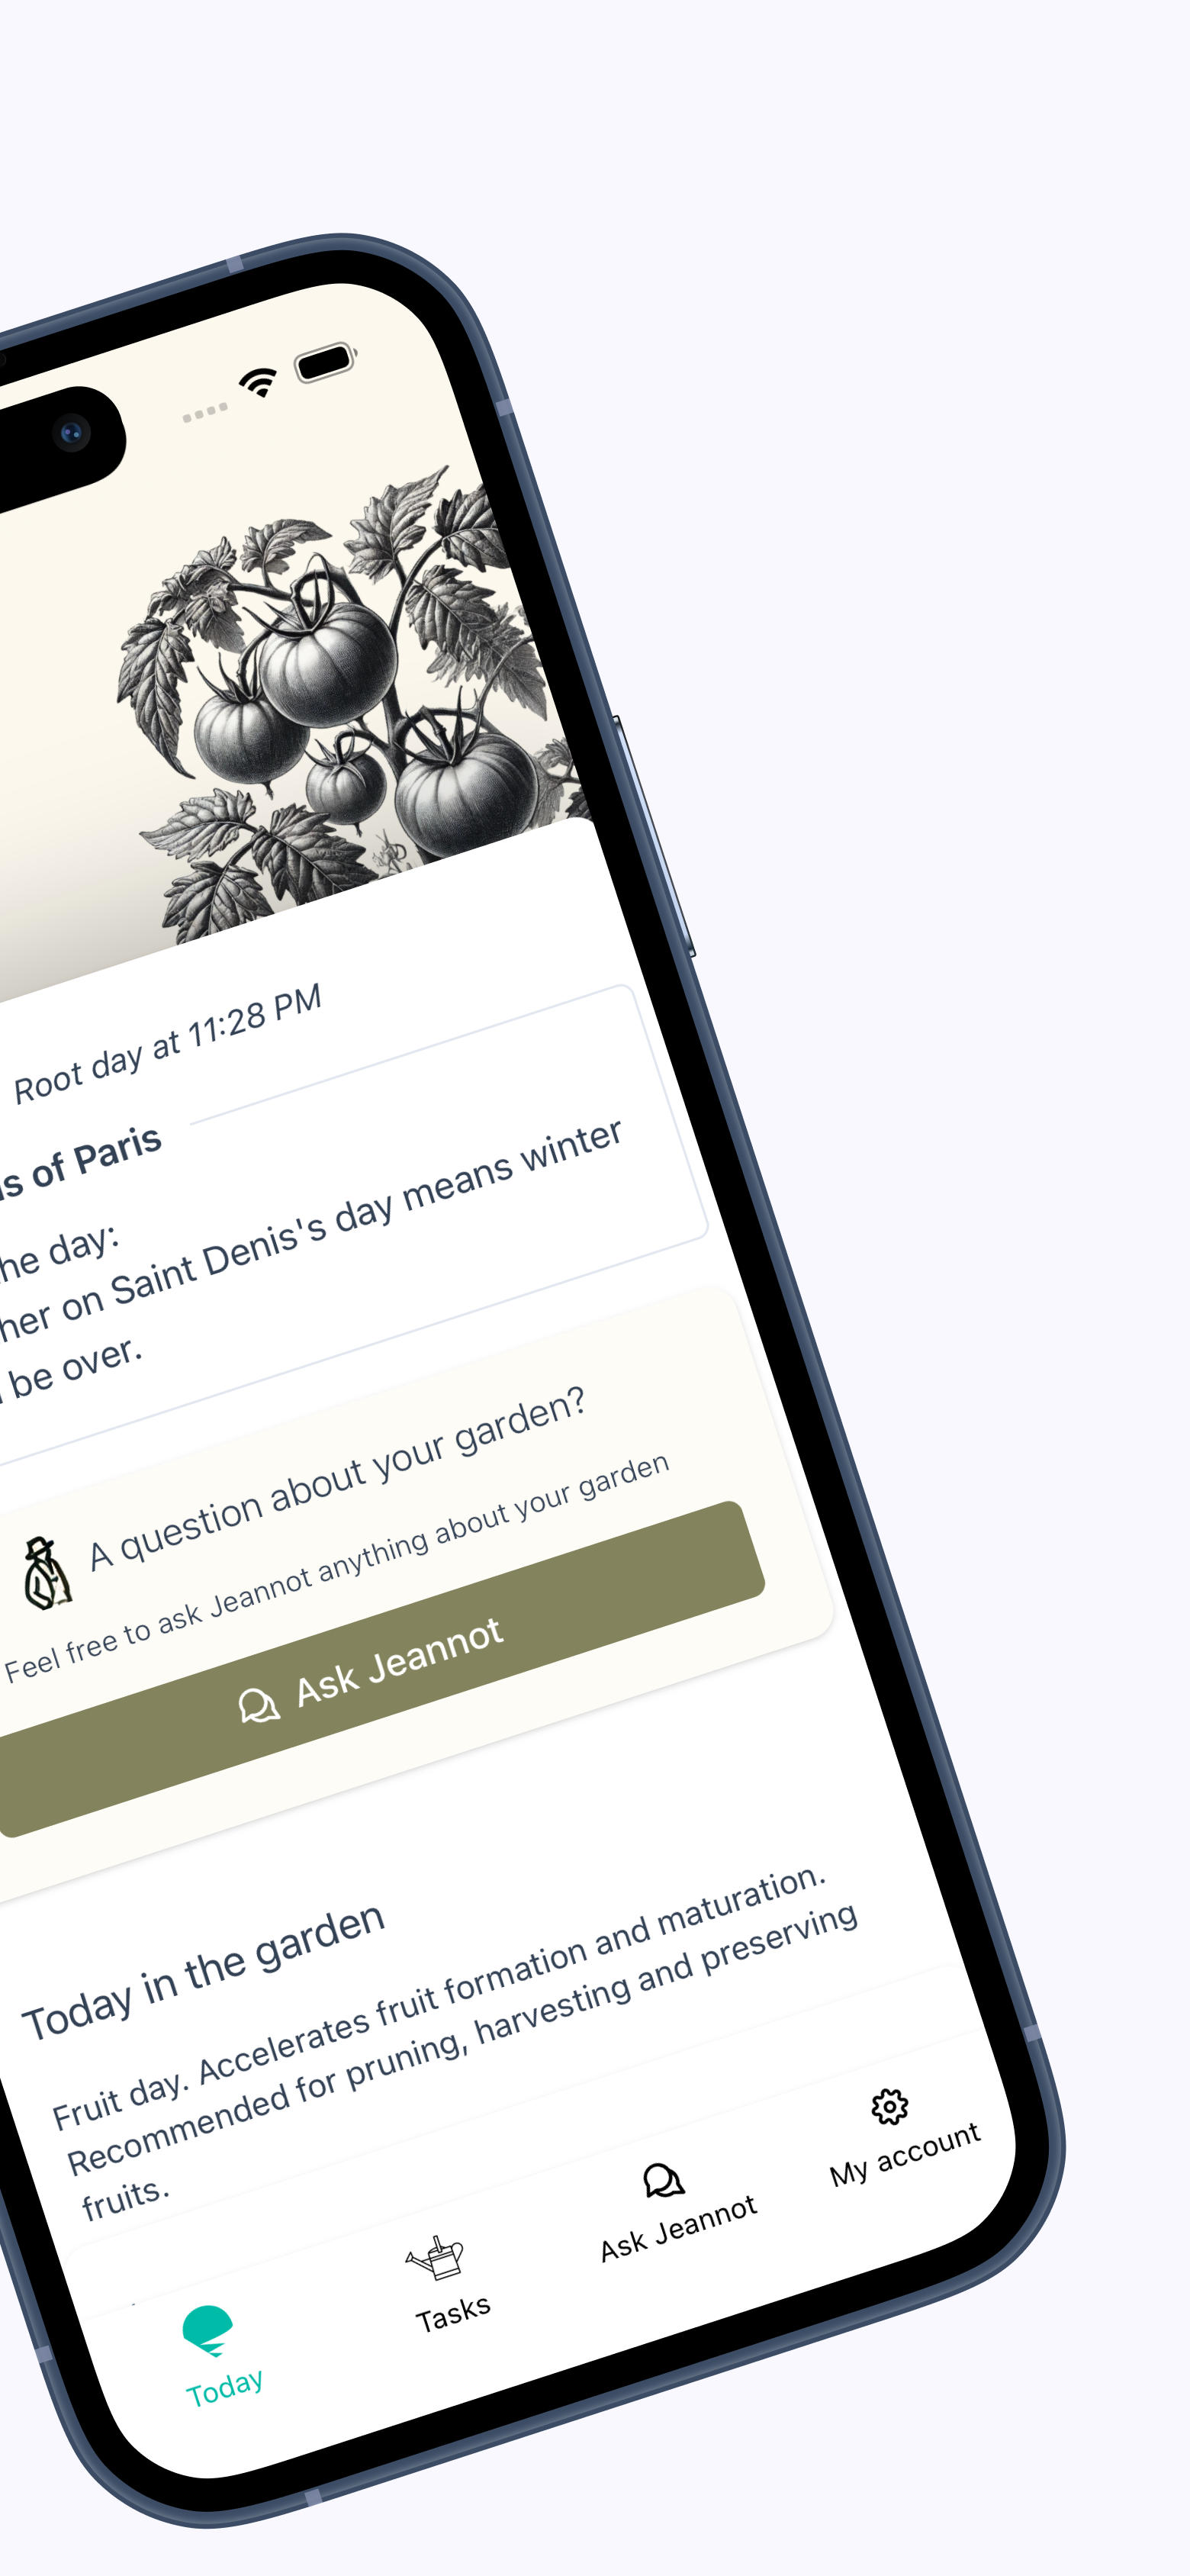 Root day at 11:28 PM
of Paris
day:
on Saint Denis's day means winter
be over.
A question about your garden?
Feel free to ask Jeannot anything about your garden
Ask Jeannot
Today in the garden
Fruit day. Accelerates fruit formation and maturation.
Recommended for pruning, harvesting and preserving
fruits.
Today
Tasks
Ask Jeannot
My account